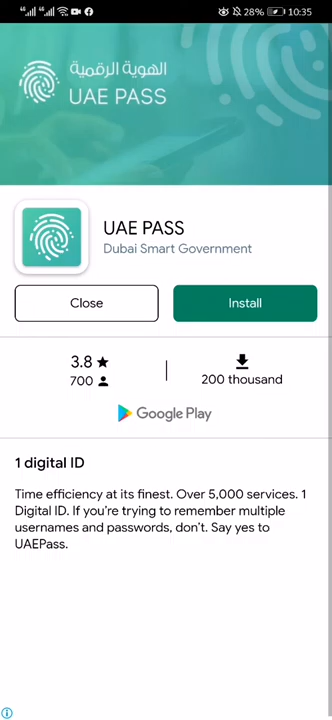 28% 10:35
الهوية الرقمية
UAE PASS
UAE PASS
Dubai Smart Government
Close
Install
3.8
700
200 thousand
Google Play
1 digital ID
Time efficiency at its finest. Over 5,000 services. 1
Digital ID. If you're trying to remember multiple
usernames and passwords, don't. Say yes to
UAEPass.